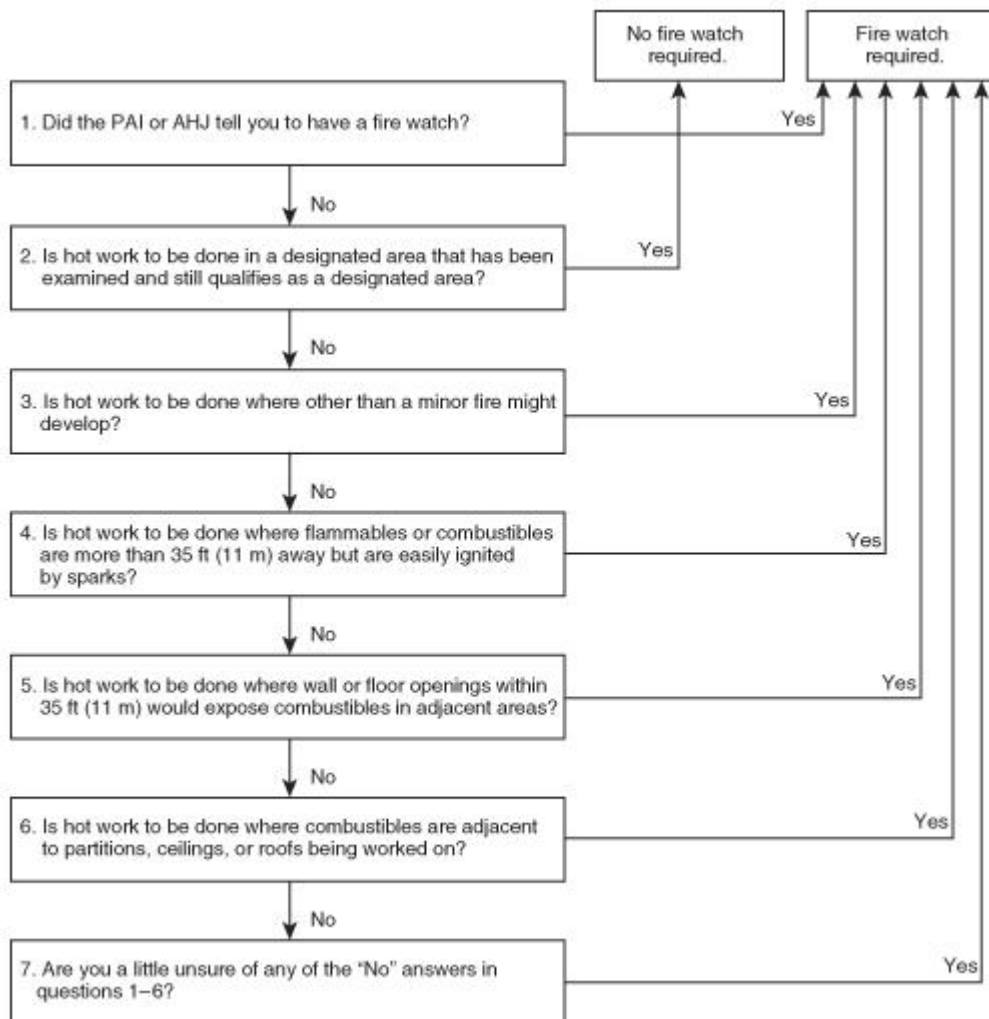 No fire watch
required.
Fire watch
required.
1. Did the PAI or AHJ tell you to have a fire watch?
Yes
No
2. Is hot work to be done in a designated area that has been
examined and still qualifies as a designated area?
Yes
No
3. Is hot work to be done where other than a minor fire might
develop?
Yes
No
4. Is hot work to be done where flammables or combustibles
are more than 35 ft (11 m) away but are easily ignited
by sparks?
Yes
No
5. Is hot work to be done where wall or floor openings within
35 ft (11 m) would expose combustibles in adjacent areas?
Yes
No
6. Is hot work to be done where combustibles are adjacent
to partitions, ceilings, or roofs being worked on?
Yes
No
7. Are you a little unsure of any of the “No” answers in
questions 1–6?
Yes